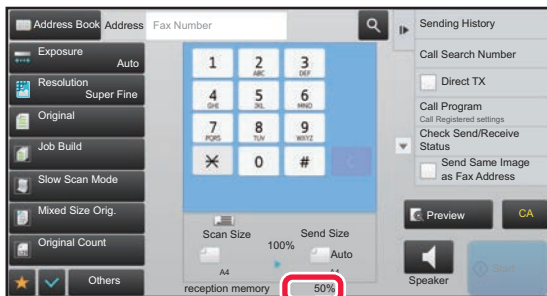 Address Book
Address
Fax Number
Exposure
Auto
Resolution
Super Fine
Original
Job Build
Slow Scan Mode
Mixed Size Orig.
Original Count
Others
1
2
ABC
3
DEF
4
GHI
5
JKL
6
MNO
7
PQRS
8
TUV
9
WXYZ
0
#
C
Scan Size
100%
Send Size
Auto
A4
A4
reception memory
50%
Sending History
Call Search Number
Direct TX
Call Program
Call Registered settings
Check Send/Receive
Status
Send Same Image
as Fax Address
Preview
CA
Speaker
Start